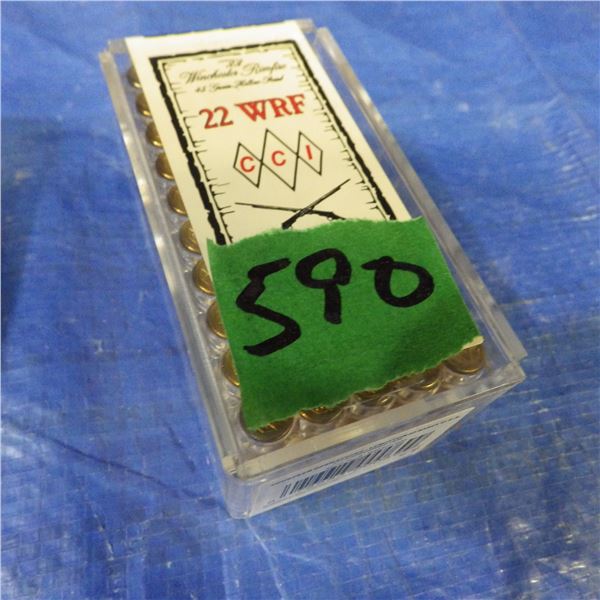 .22
Winchester Rimfire
45 Grain Hollow Point
22 WRF
CCI
590